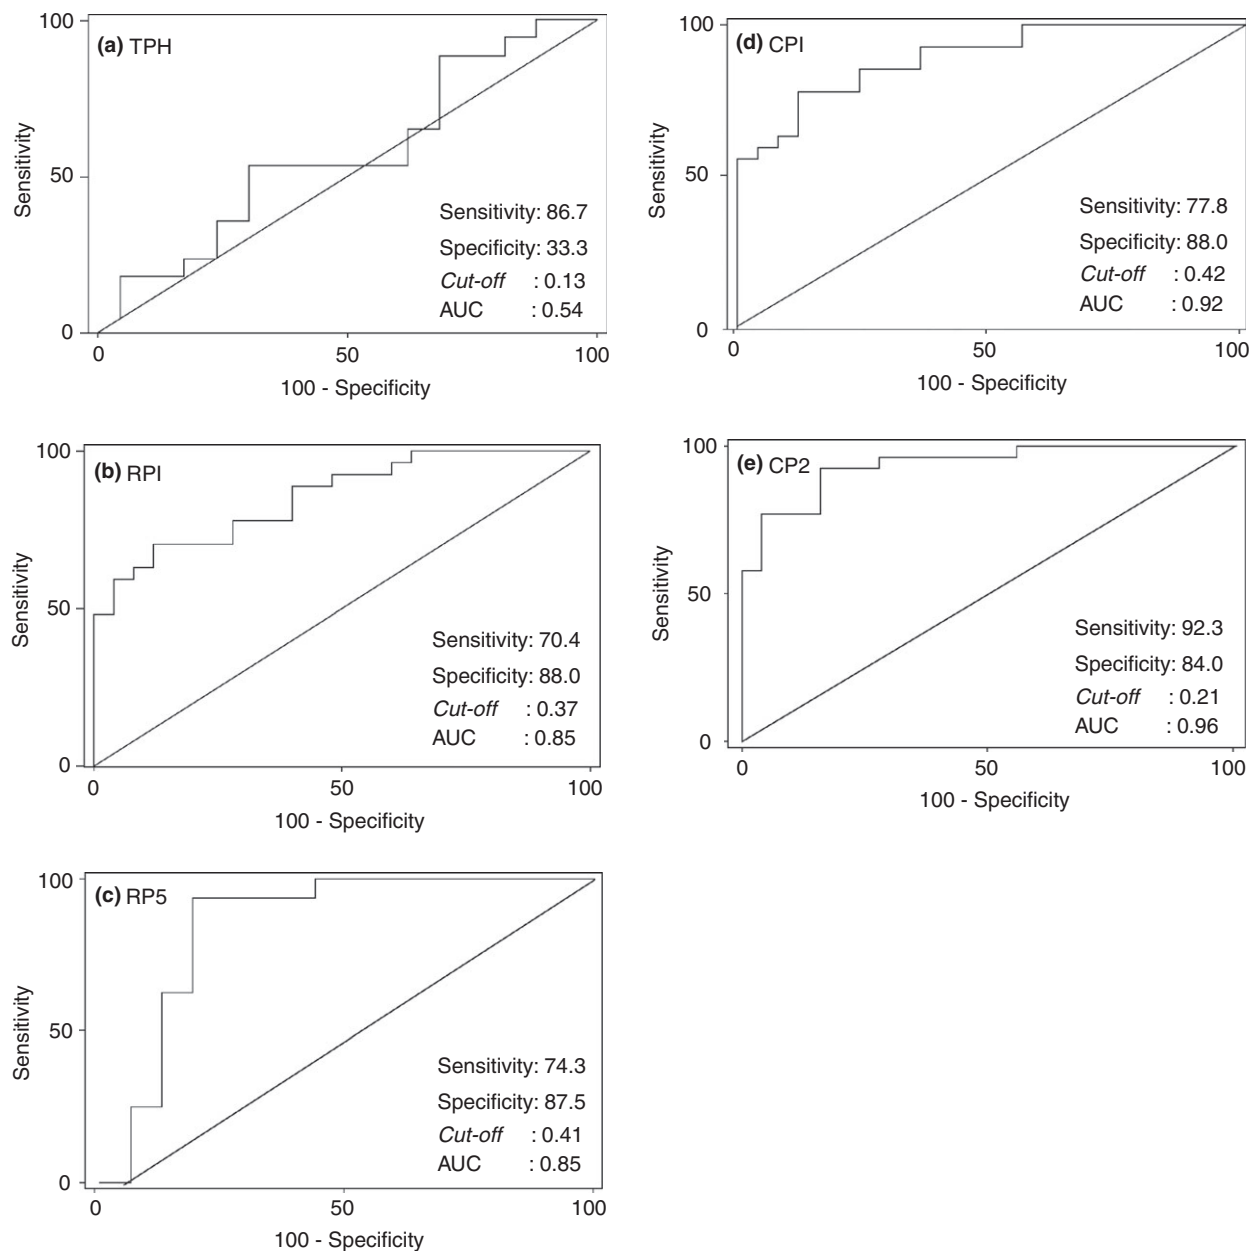 (a) TPH
100
50
0
Sensitivity
Sensitivity: 86.7
Specificity: 33.3
Cut-off : 0.13
AUC : 0.54
0 50 100
100 - Specificity
(b) RPI
100
50
0
Sensitivity
Sensitivity: 70.4
Specificity: 88.0
Cut-off : 0.37
AUC : 0.85
0 50 100
100 - Specificity
(c) RP5
100
50
0
Sensitivity
Sensitivity: 74.3
Specificity: 87.5
Cut-off : 0.41
AUC : 0.85
0 50 100
100 - Specificity
(d) CPI
100
50
0
Sensitivity
Sensitivity: 77.8
Specificity: 88.0
Cut-off : 0.42
AUC : 0.92
0 50 100
100 - Specificity
(e) CP2
100
50
0
Sensitivity
Sensitivity: 92.3
Specificity: 84.0
Cut-off : 0.21
AUC : 0.96
0 50 100
100 - Specificity